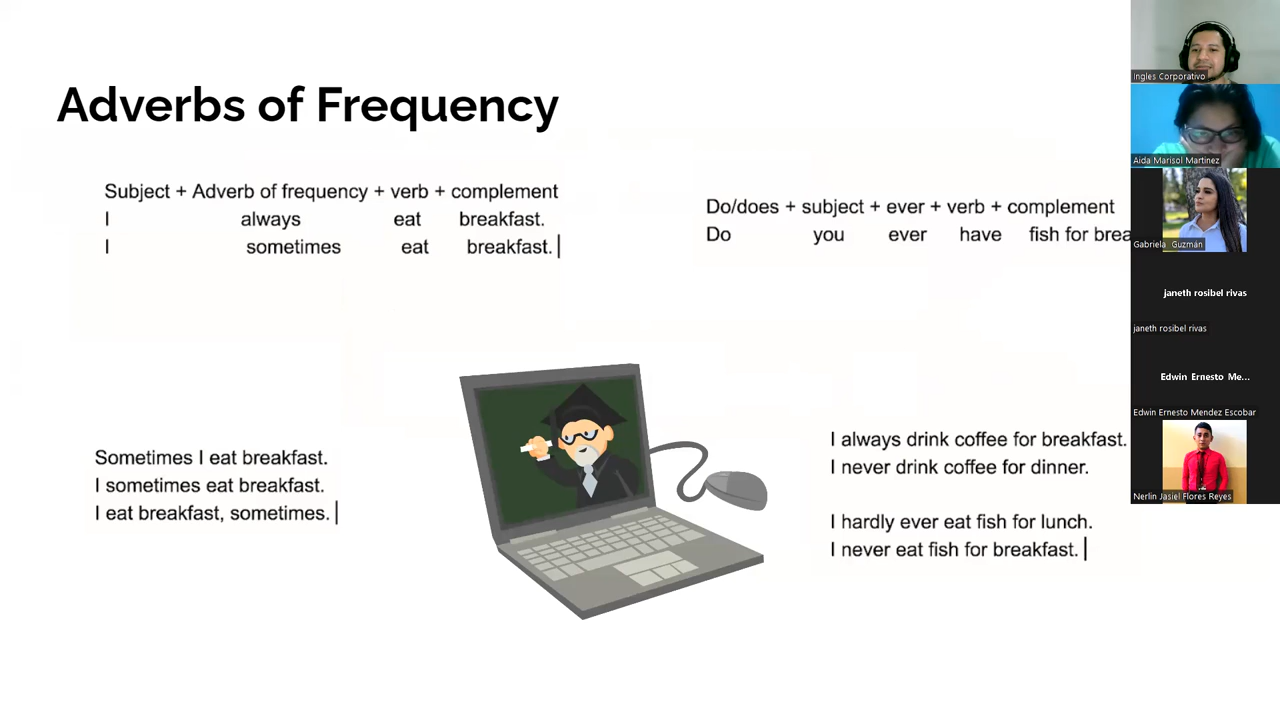 Adverbs of Frequency
Subject + Adverb of frequency + verb + complement
I always eat breakfast.
I sometimes eat breakfast.
Do/does + subject + ever + verb + complement
Do you ever have fish for brea
Sometimes I eat breakfast.
I sometimes eat breakfast.
I eat breakfast, sometimes.
I always drink coffee for breakfast.
I never drink coffee for dinner.
I hardly ever eat fish for lunch.
I never eat fish for breakfast.
Ingles Corporativo
Aida Marisol Martinez
Gabriela Guzmán
janeth rosibel rivas
janeth rosibel rivas
Edwin Ernesto Me...
Edwin Ernesto Mendez Escobar
Nerlin Jasiel Flores Reyes